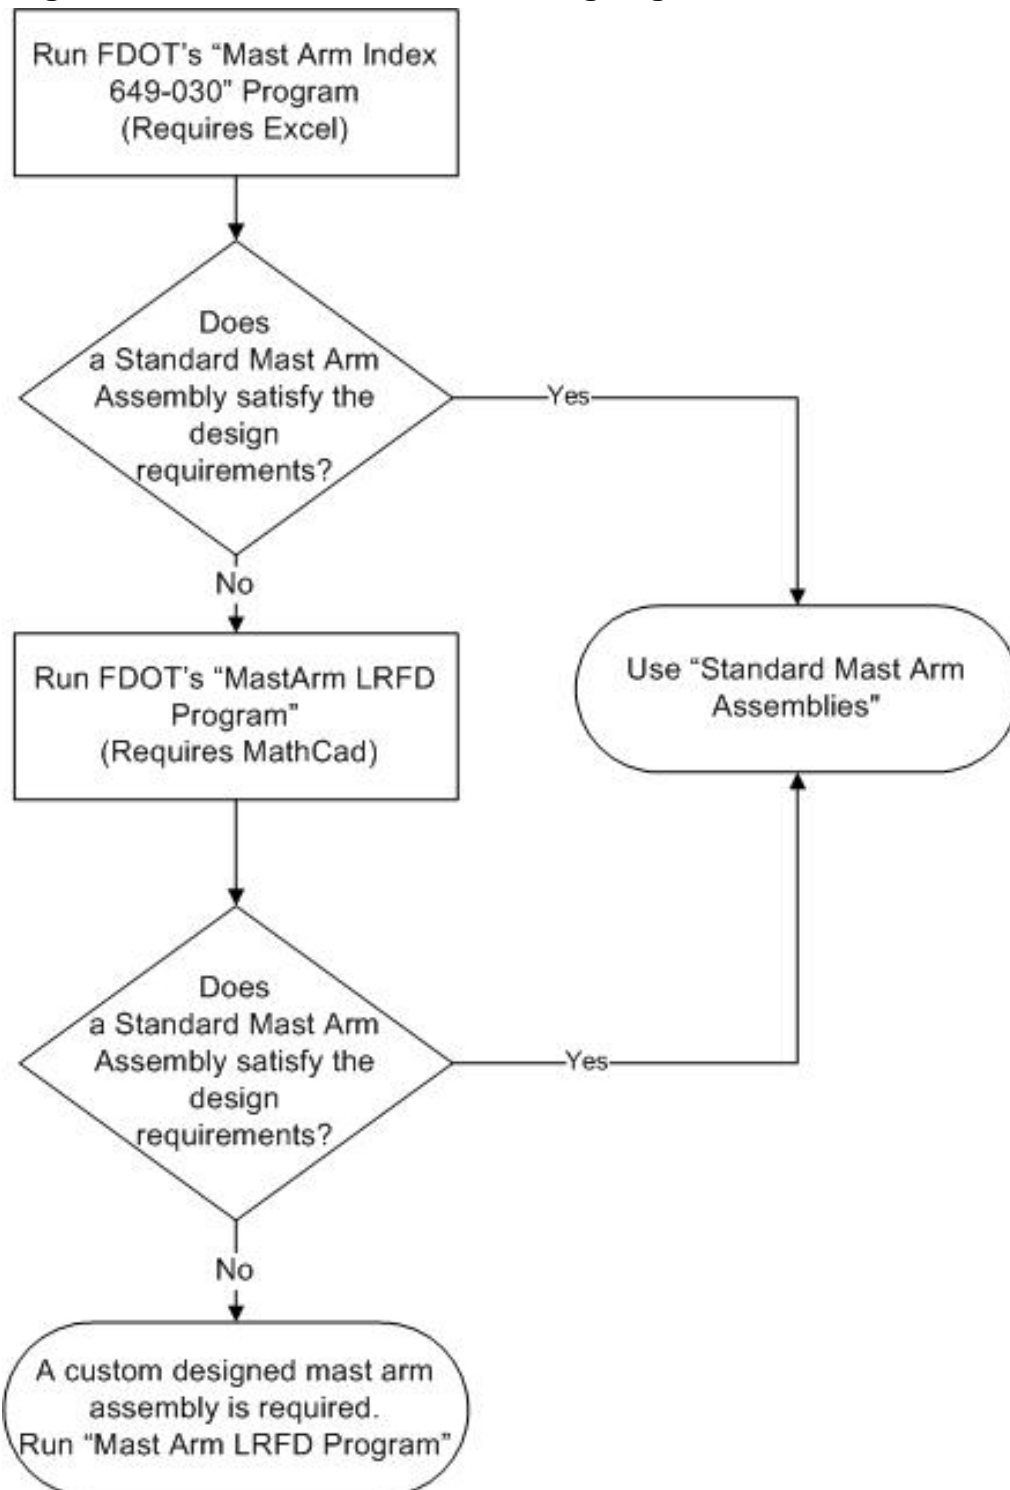 Run FDOT's “Mast Arm Index
649-030" Program
(Requires Excel)
Does
a Standard Mast Arm
Assembly satisfy the
design
requirements?
Yes
No
Run FDOT's “MastArm LRFD
Program”
(Requires MathCad)
Use “Standard Mast Arm
Assemblies"
Does
a Standard Mast Arm
Assembly satisfy the
design
requirements?
Yes
No
A custom designed mast arm
assembly is required.
Run “Mast Arm LRFD Program”